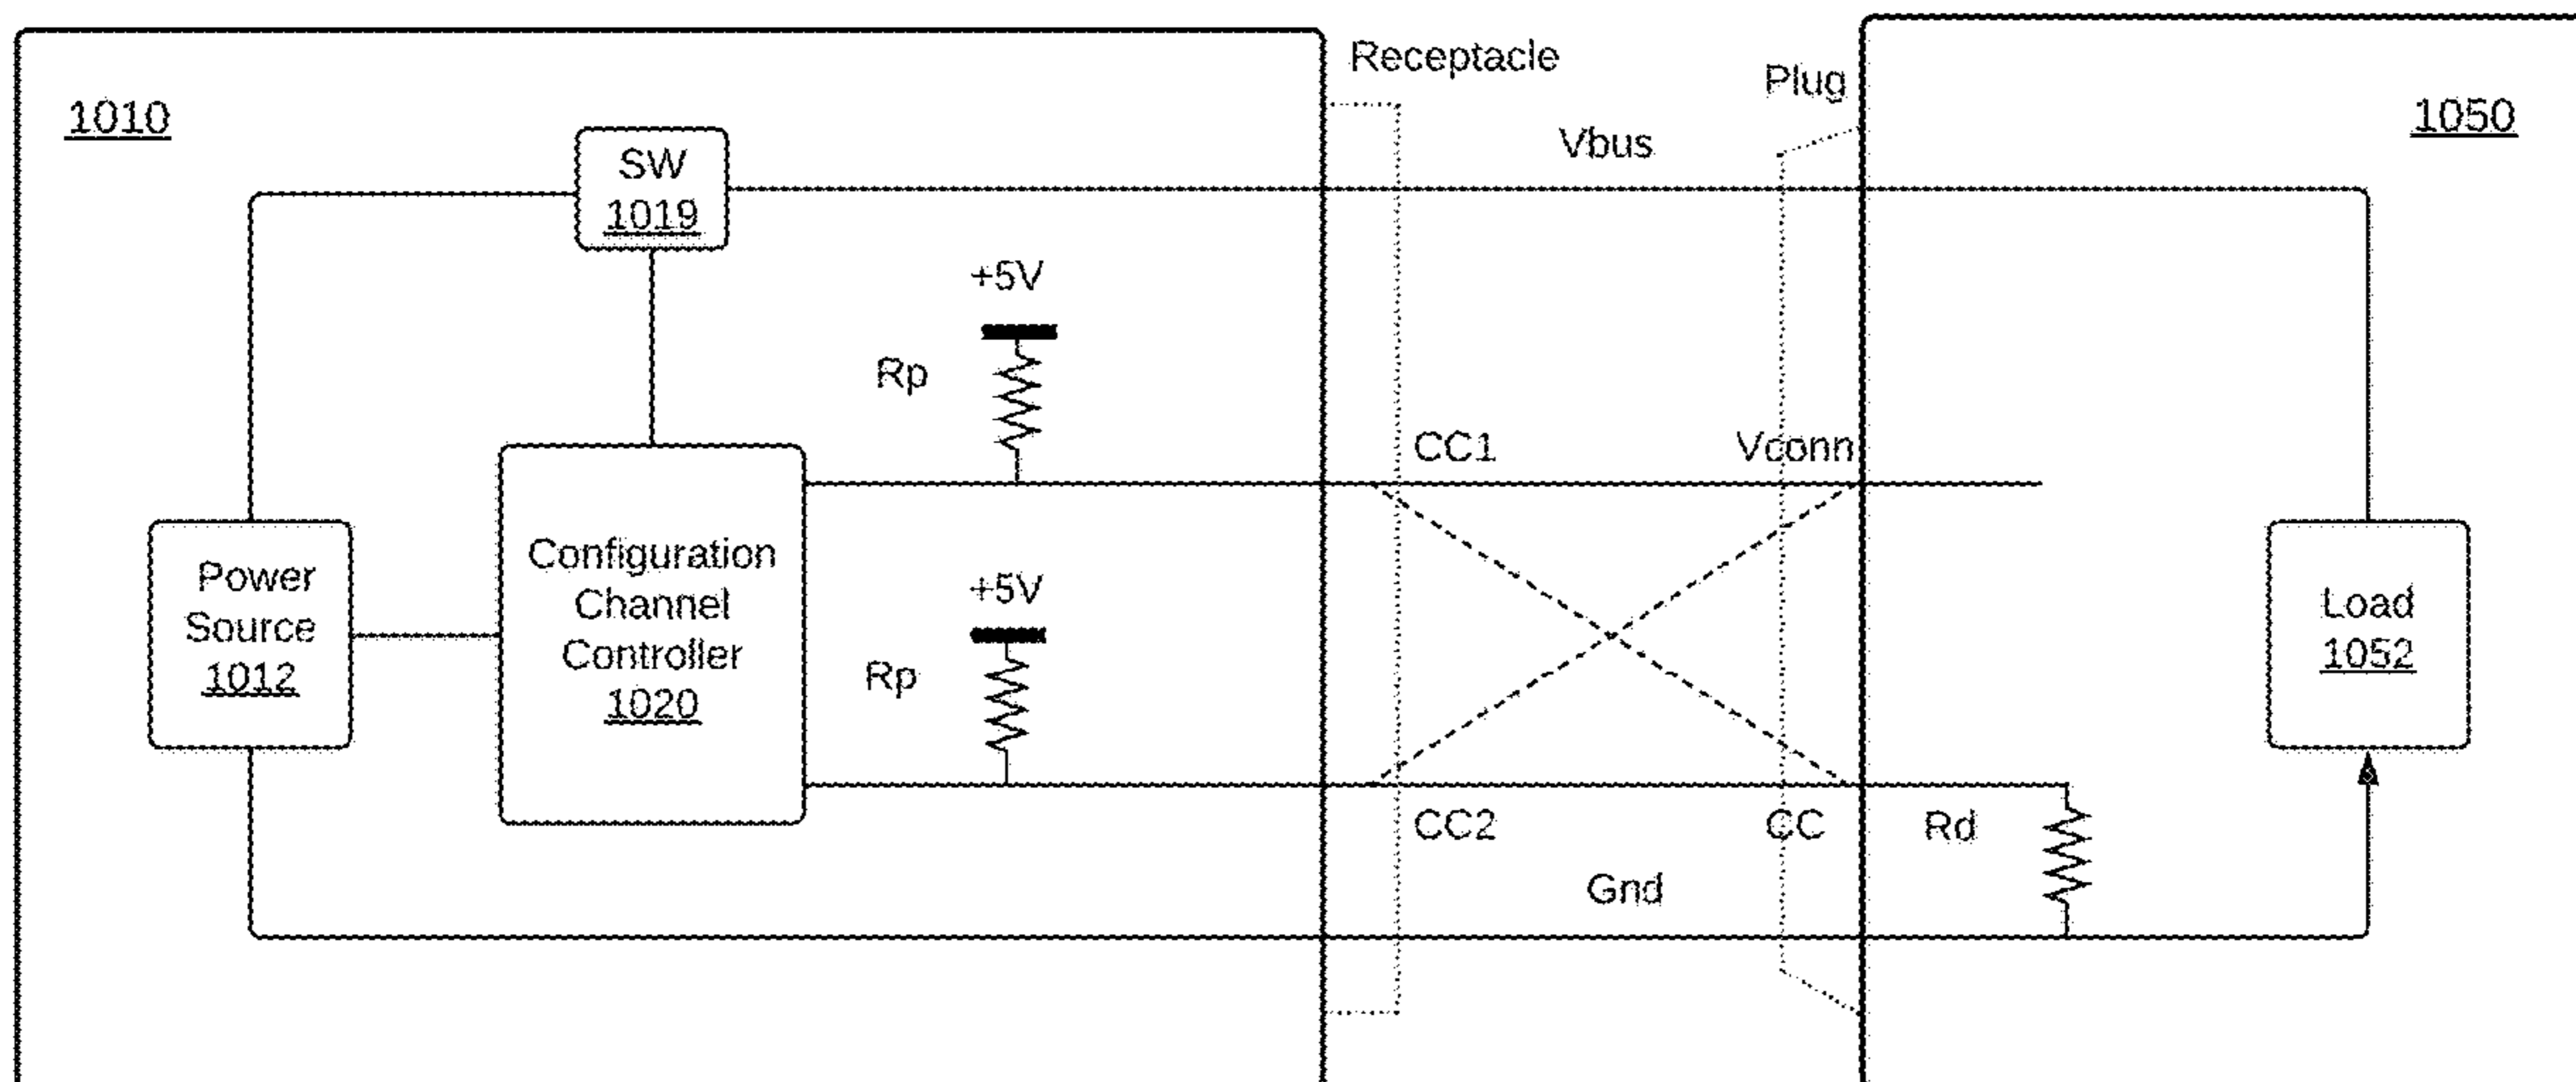 1010
SW
1019
+5V
Rp
Power
Source
1012
Configuration
Channel
Controller
1020
+5V
Rp
Receptacle
Plug
Vbus
CC1
Vconn
CC2
CC
Gnd
1050
Load
1052
Rd